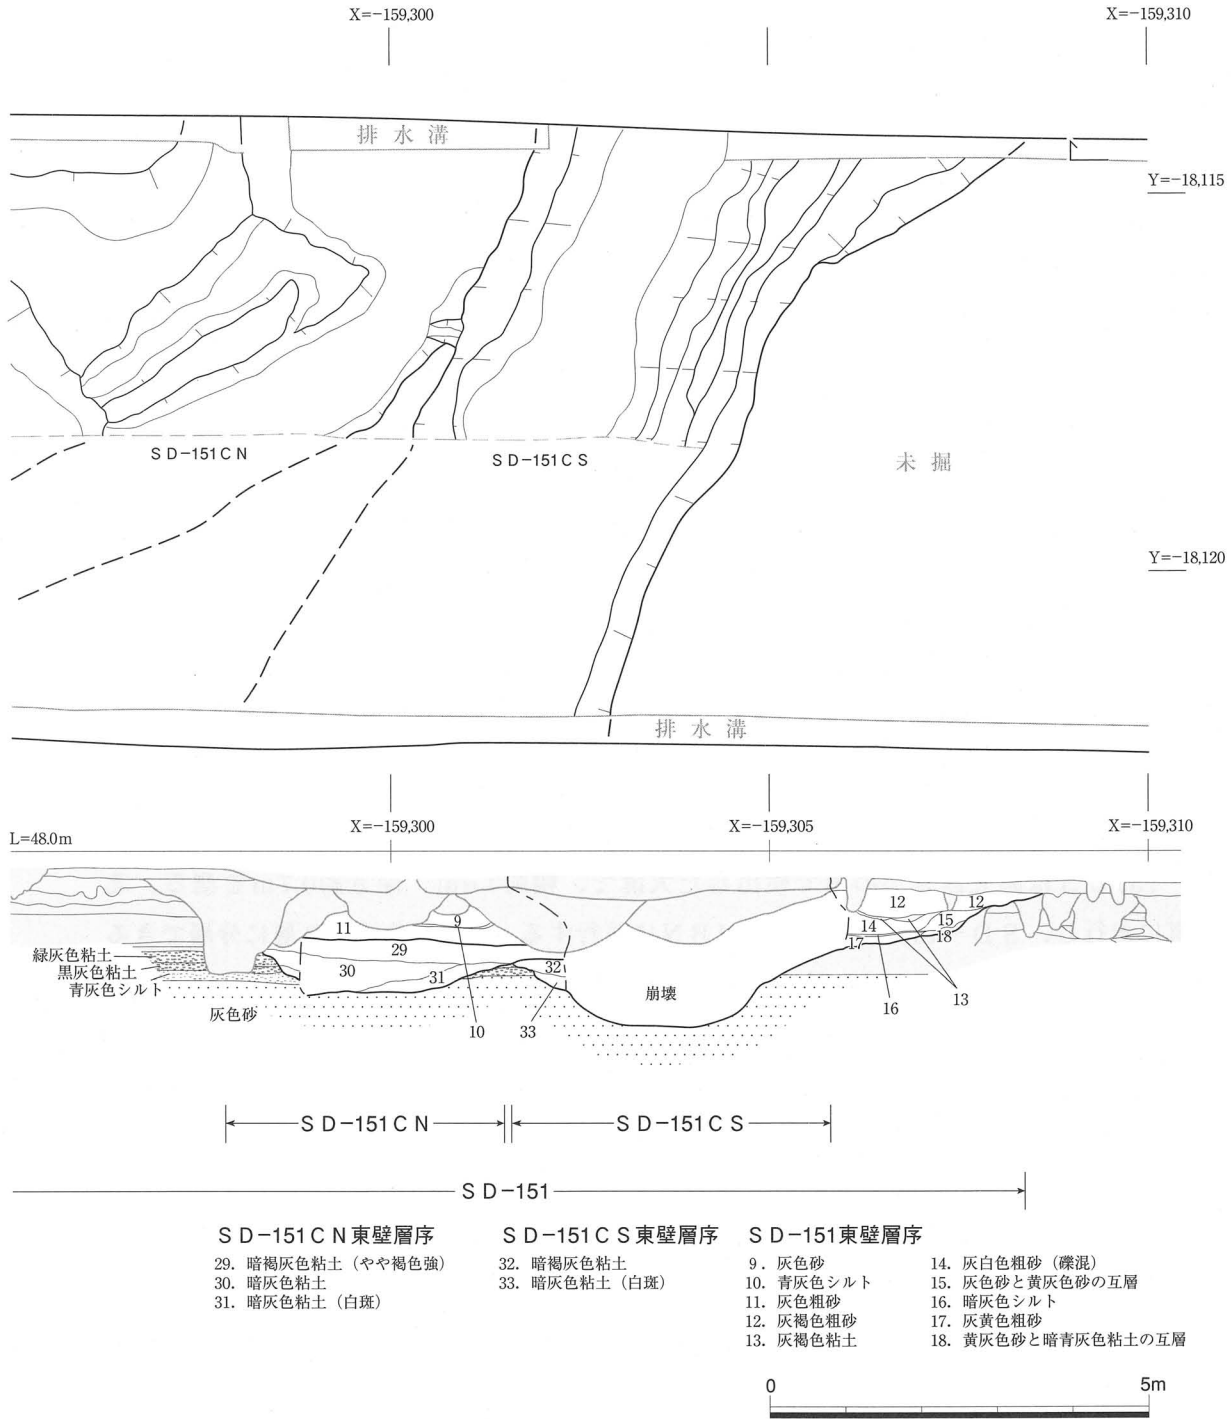 X=−159,300
X=−159,310
排水溝
Y=−18,115
SD−151CN
SD−151CS
未掘
Y=−18,120
排水溝
L=48.0m
X=−159,300
X=−159,305
X=−159,310
9
11
29
30
31
32
12
12
14
15
17
18
緑灰色粘土
黒灰色粘土
青灰色シルト
灰色砂
10
33
崩壊
16
13
SD−151CN
SD−151CS
SD−151
SD−151CN東壁層序
29. 暗褐灰色粘土（やや褐色強）
30. 暗灰色粘土
31. 暗灰色粘土（白斑）
SD−151CS東壁層序
32. 暗褐灰色粘土
33. 暗灰色粘土（白斑）
SD−151東壁層序
9. 灰色砂
10. 青灰色シルト
11. 灰色粗砂
12. 灰褐色粗砂
13. 灰褐色粘土
14. 灰白色粗砂（礫混）
15. 灰色砂と黄灰色砂の互層
16. 暗灰色シルト
17. 灰黄色粗砂
18. 黄灰色砂と暗青灰色粘土の互層
0
5m